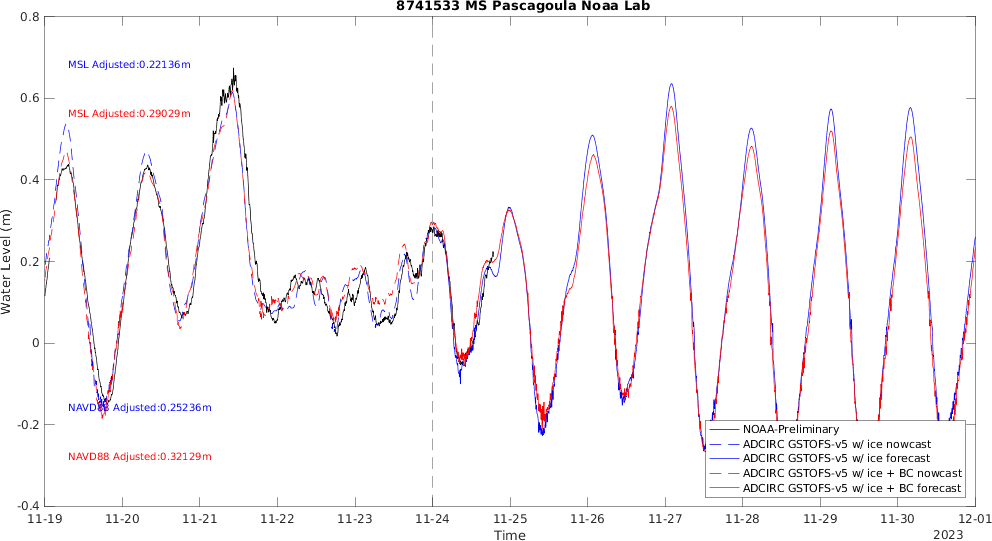 8741533 MS Pascagoula Noaa Lab
0.8
0.6
0.4
0.2
0
-0.2
-0.4
Water Level (m)
MSL Adjusted:0.22136m
MSL Adjusted:0.29029m
NAVD88 Adjusted:0.25236m
NAVD88 Adjusted:0.32129m
NOAA-Preliminary
ADCIRC GSTOFS-v5 w/ ice nowcast
ADCIRC GSTOFS-v5 w/ ice forecast
ADCIRC GSTOFS-v5 w/ ice + BC nowcast
ADCIRC GSTOFS-v5 w/ ice + BC forecast
11-19 11-20 11-21 11-22 11-23 11-24 11-25 11-26 11-27 11-28 11-29 11-30 12-01
Time
2023